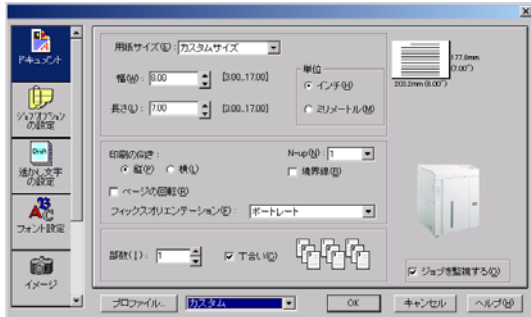 ドキュメント
ジョブオプション
の設定
Draft
透かし文字
の設定
フォント設定
イメージ
用紙サイズ(E): カスタムサイズ
幅(W): 8.00 [3.00..17.00]
長さ(L): 7.00 [3.00..17.00]
単位
インチ(H)
ミリメートル(M)
177.8mm
(7.00")
203.2mm (8.00")
印刷の向き:
縦(P) 横(L)
ページの回転(R)
N-up(N): 1
境界線(B)
フィックスオリエンテーション(F): ポートレート
部数(I): 1
丁合い(O)
ジョブを監視する(O)
プロファイル... カスタム OK キャンセル ヘルプ(H)